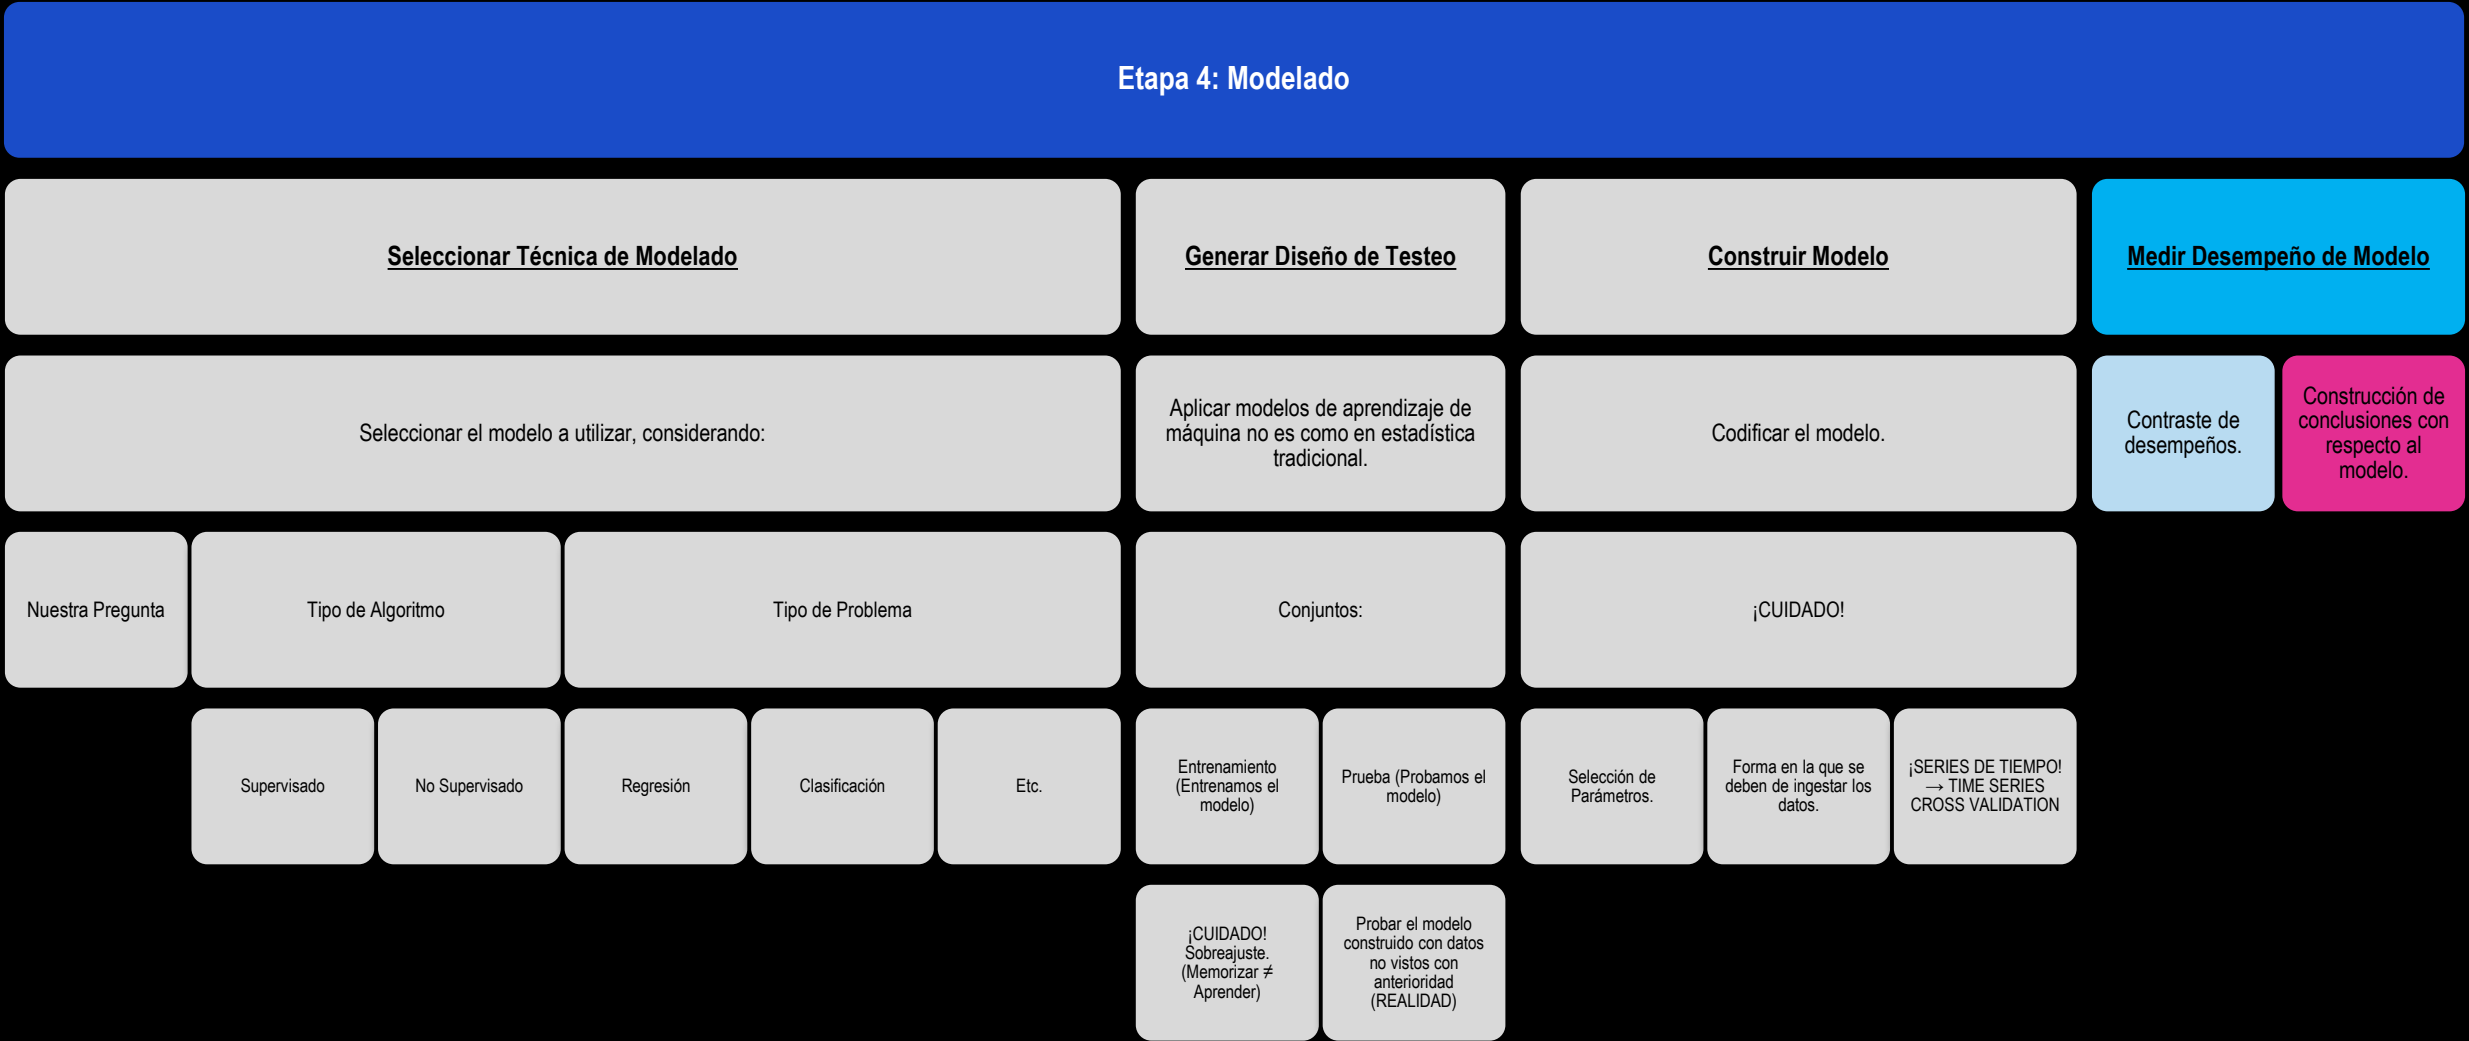 Etapa 4: Modelado
Seleccionar Técnica de Modelado
Generar Diseño de Testeo
Construir Modelo
Medir Desempeño de Modelo
Seleccionar el modelo a utilizar, considerando:
Aplicar modelos de aprendizaje de
máquina no es como en estadística
tradicional.
Codificar el modelo.
Contraste de
desempeños.
Construcción de
conclusiones con
respecto al
modelo.
Nuestra Pregunta
Tipo de Algoritmo
Tipo de Problema
Conjuntos:
¡CUIDADO!
Supervisado
No Supervisado
Regresión
Clasificación
Etc.
Entrenamiento
(Entrenamos el
modelo)
Prueba (Probamos el
modelo)
Selección de
Parámetros.
Forma en la que se
deben de ingestar los
datos.
¡SERIES DE TIEMPO!
→ TIME SERIES
CROSS VALIDATION
¡CUIDADO!
Sobreajuste.
(Memorizar ≠
Aprender)
Probar el modelo
construido con datos
no vistos con
anterioridad
(REALIDAD)